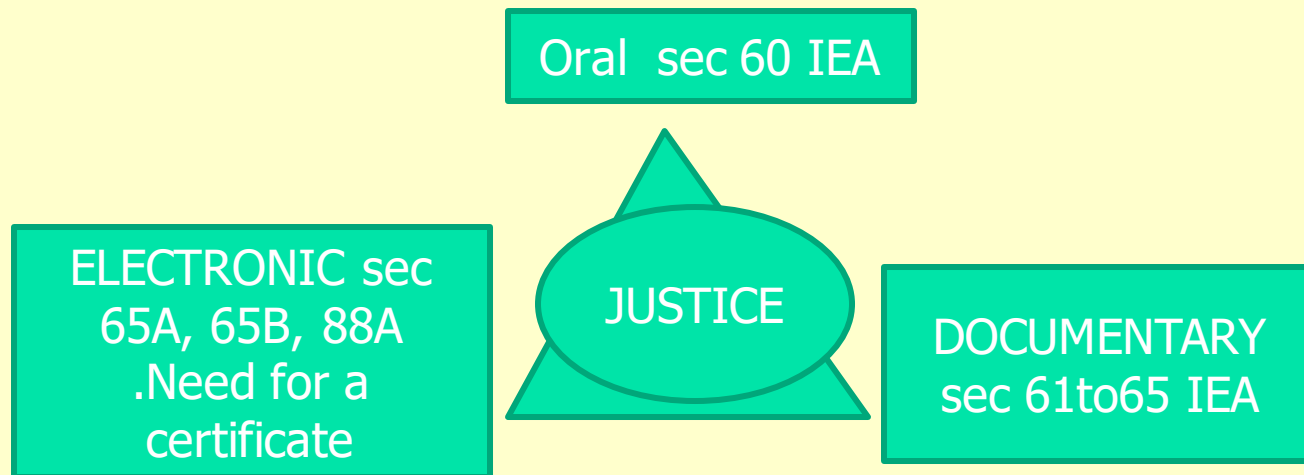 Oral  sec 60 IEA
ELECTRONIC sec
65A, 65B, 88A
.Need for a
certificate
JUSTICE
DOCUMENTARY
sec 61to65 IEA